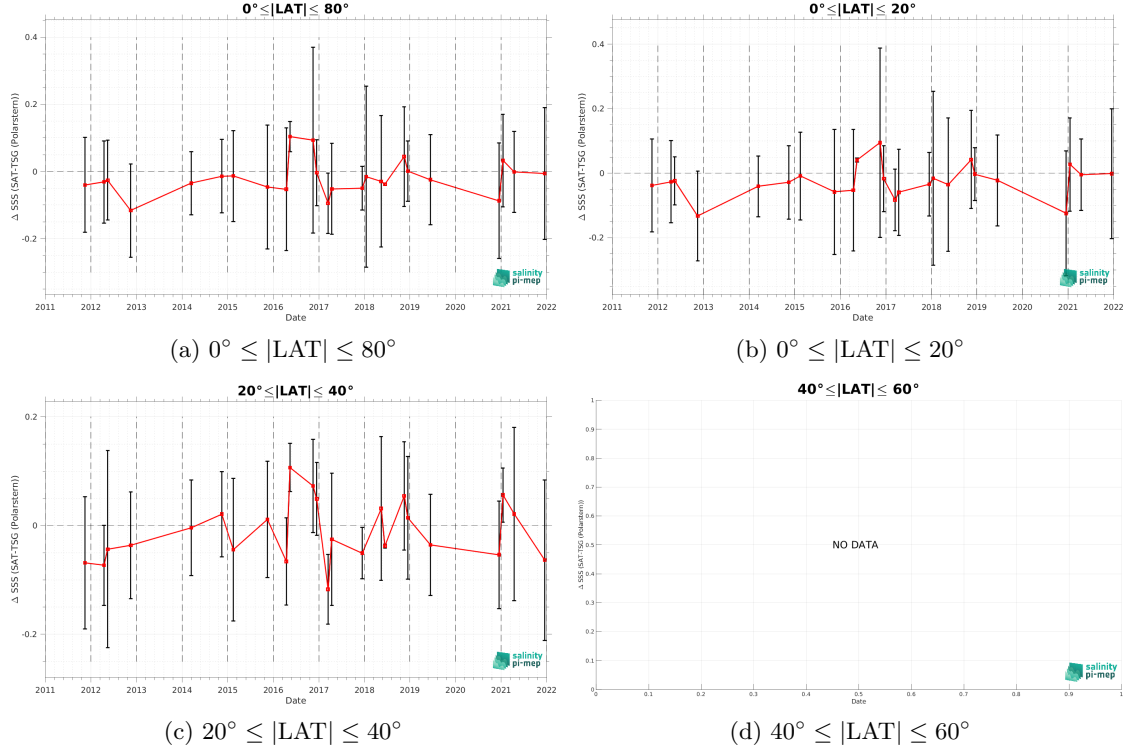 0°≤|LAT|≤ 80°
Δ SSS (SAT-TSG (Polarstern))
0.4
0.2
0
-0.2
2011 2012 2013 2014 2015 2016 2017 2018 2019 2020 2021 2022
Date
salinity
pi-mep
(a) 0° ≤ |LAT| ≤ 80°
0°≤|LAT|≤ 20°
Δ SSS (SAT-TSG (Polarstern))
0.4
0.2
0
-0.2
2011 2012 2013 2014 2015 2016 2017 2018 2019 2020 2021 2022
Date
salinity
pi-mep
(b) 0° ≤ |LAT| ≤ 20°
20°≤|LAT|≤ 40°
Δ SSS (SAT-TSG (Polarstern))
0.2
0
-0.2
2011 2012 2013 2014 2015 2016 2017 2018 2019 2020 2021 2022
Date
salinity
pi-mep
(c) 20° ≤ |LAT| ≤ 40°
40°≤|LAT|≤ 60°
Δ SSS (SAT-TSG (Polarstern))
1
0.9
0.8
0.7
0.6
0.5
0.4
0.3
0.2
0.1
0
NO DATA
0 0.1 0.2 0.3 0.4 0.5 0.6 0.7 0.8 0.9 1
Date
salinity
pi-mep
(d) 40° ≤ |LAT| ≤ 60°